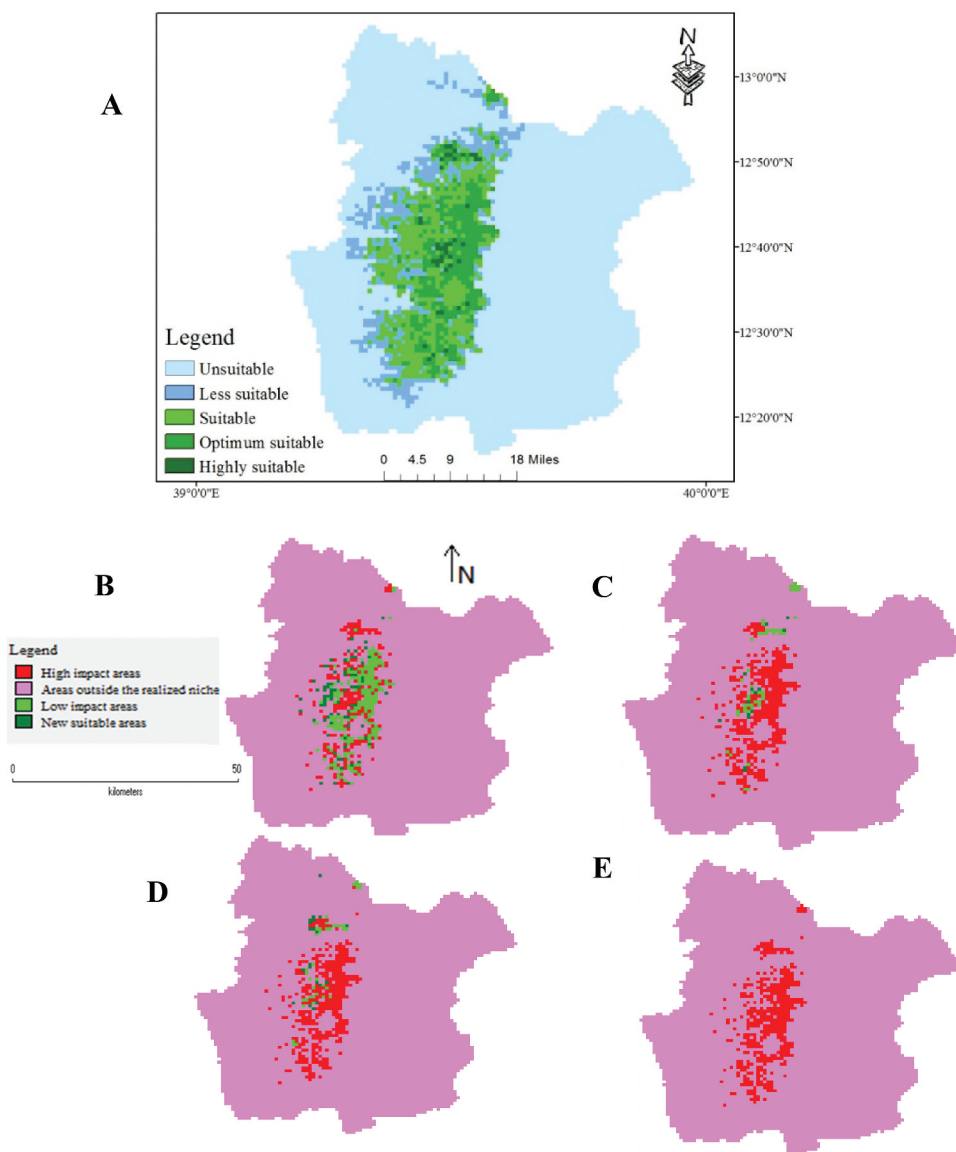 A
N
13°0'0"N
12°50'0"N
12°40'0"N
12°30'0"N
12°20'0"N
Legend
Unsuitable
Less suitable
Suitable
Optimum suitable
Highly suitable
0 4.5 9 18 Miles
39°0'0"E
40°0'0"E
B
N
C
Legend
High impact areas
Areas outside the realized niche
Low impact areas
New suitable areas
0 50
kilometers
D
E